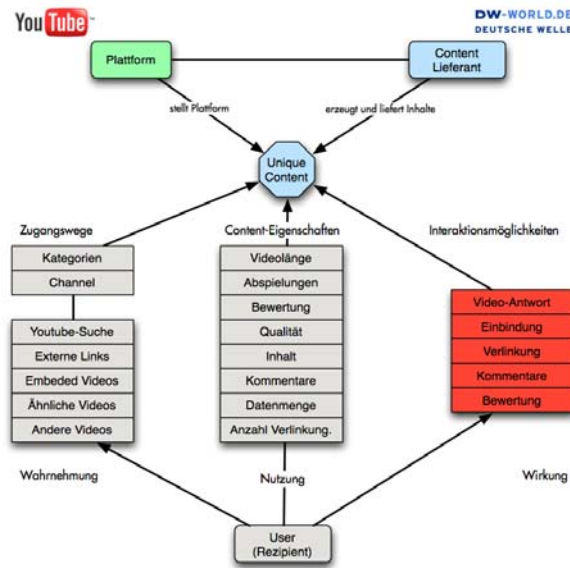 You Tube
DW-WORLD.DE
DEUTSCHE WELLE
Plattform
Content
Lieferant
stellt Plattform
erzeugt und liefert Inhalte
Unique
Content
Zugangswege
Content-Eigenschaften
Interaktionsmöglichkeiten
Kategorien
Channel
Youtube-Suche
Externe Links
Embeded Videos
Ähnliche Videos
Andere Videos
Videolänge
Abspielungen
Bewertung
Qualität
Inhalt
Kommentare
Datenmenge
Anzahl Verlinkung.
Video-Antwort
Einbindung
Verlinkung
Kommentare
Bewertung
Wahrnehmung
Nutzung
Wirkung
User
(Rezipient)